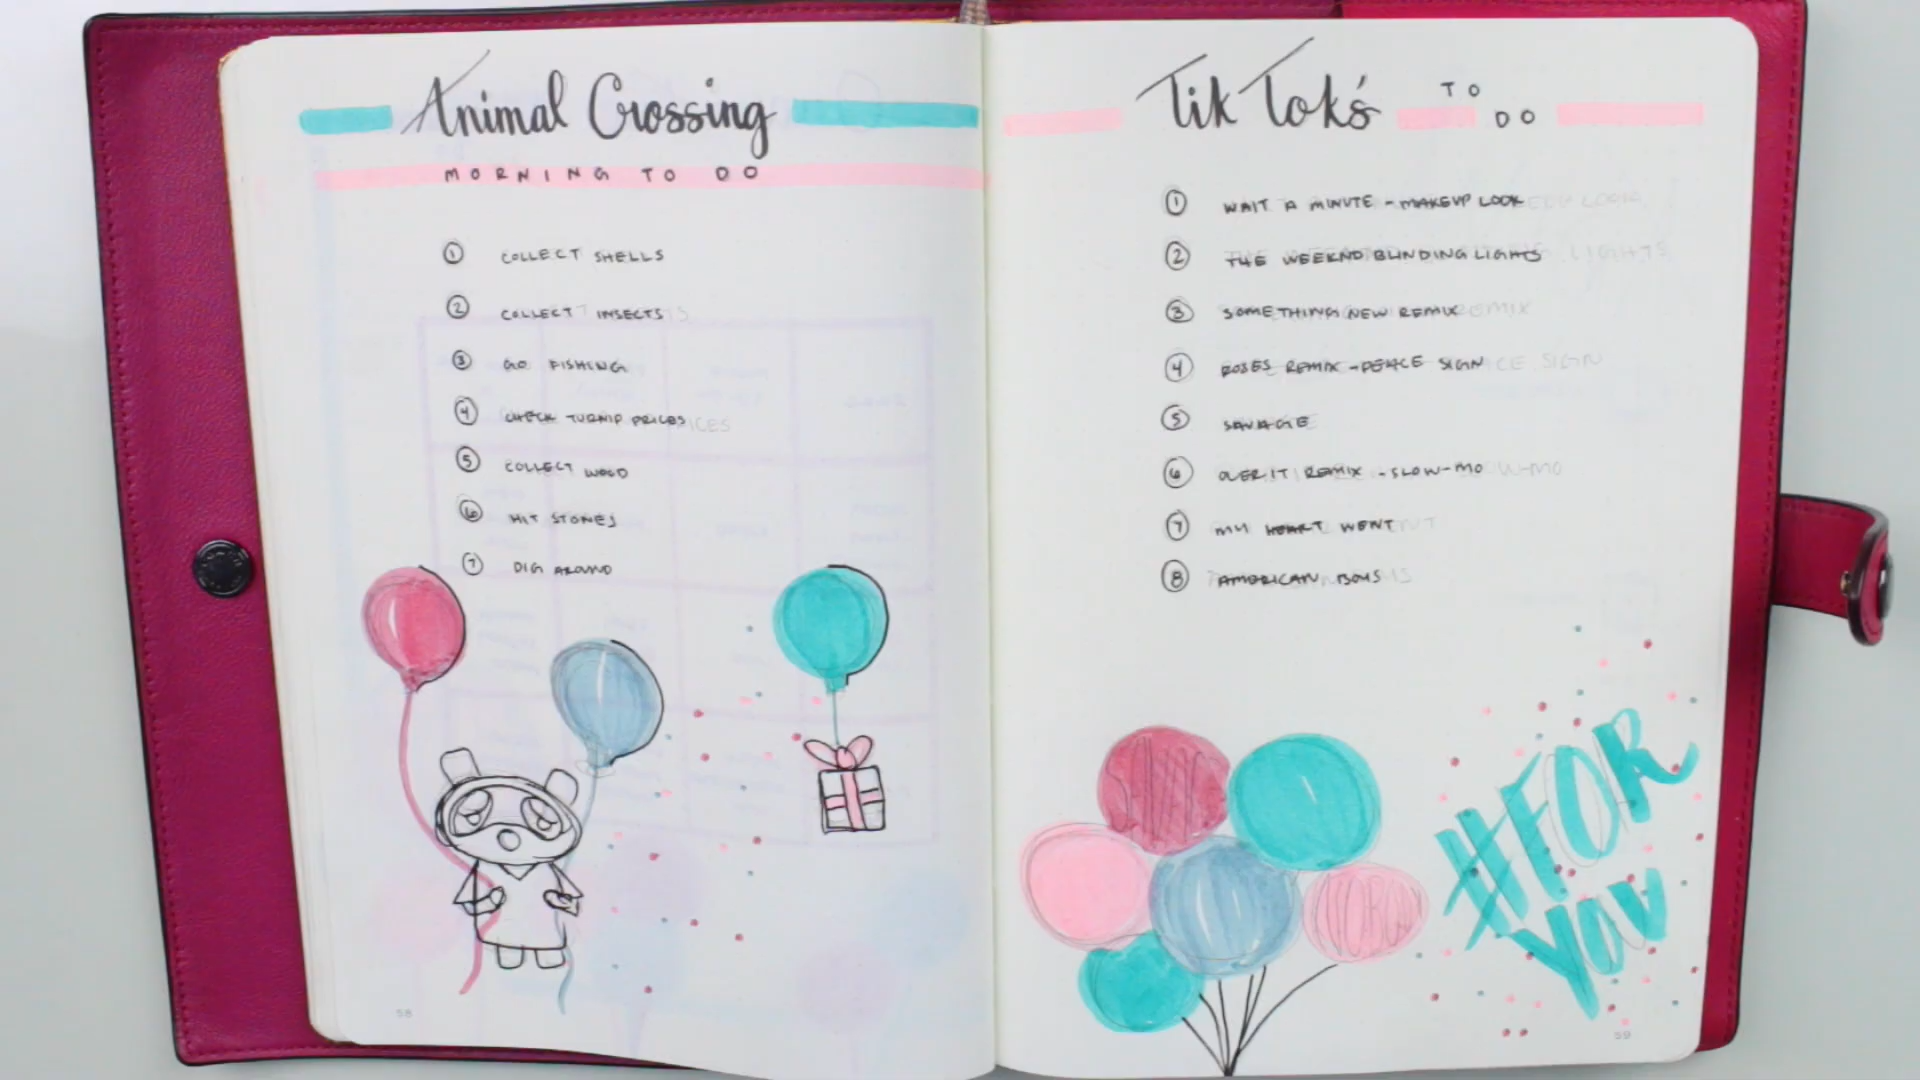 Animal Crossing
MORNING TO DO
1 COLLECT SHELLS
2 COLLECT INSECTS
3 GO FISHING
4 CHECK TURNIP PRICES
5 COLLECT WOOD
6 HIT STONES
7 DIG AROUND
58
Tik Tok's TO DO
1 WAIT A MINUTE - MAKEUP LOOK
2 THE WEEKND BLINDING LIGHTS
3 SOMETHING NEW REMIX
4 ROSES REMIX - PEACE SIGN
5 SAVAGE
6 OVER IT REMIX - SLOW-MO
7 MY HEART WENT
8 AMERICAN BOYS
#FOR
YOU
59